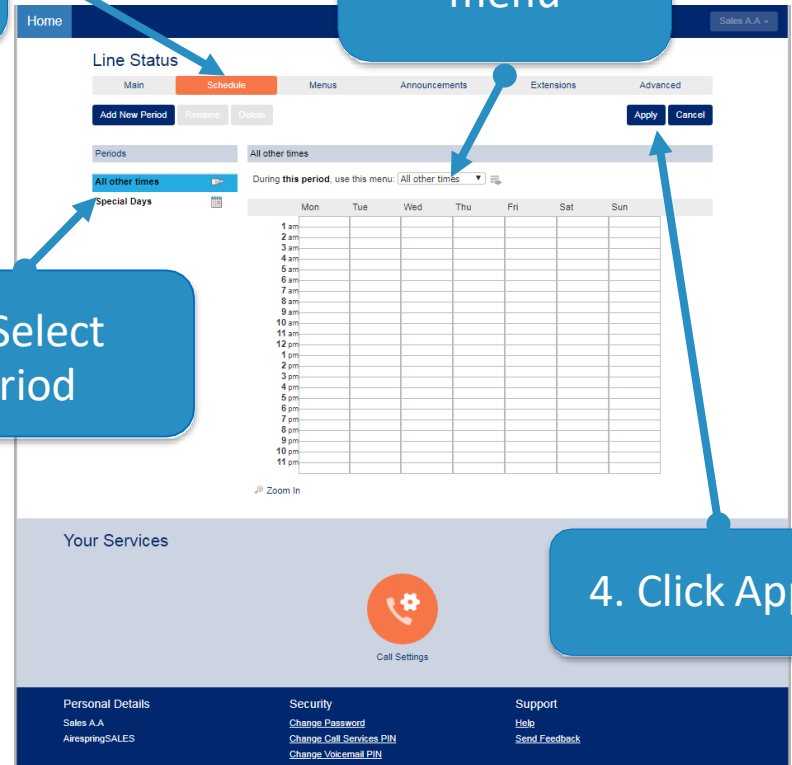 menu
Home
Sales A.A
Line Status
Main Schedule Menus Announcements Extensions Advanced
Add New Period Rename Delete Apply Cancel
Periods
All other times
All other times
During this period, use this menu: All other times
Special Days
Mon Tue Wed Thu Fri Sat Sun
1 am
2 am
3 am
4 am
5 am
6 am
7 am
8 am
9 am
10 am
11 am
12 pm
1 pm
2 pm
3 pm
4 pm
5 pm
6 pm
7 pm
8 pm
9 pm
10 pm
11 pm
Select
riod
Zoom In
Your Services
4. Click App
Call Settings
Personal Details
Sales A.A
AirespringSALES
Security
Change Password
Change Call Services PIN
Change Voicemail PIN
Support
Help
Send Feedback